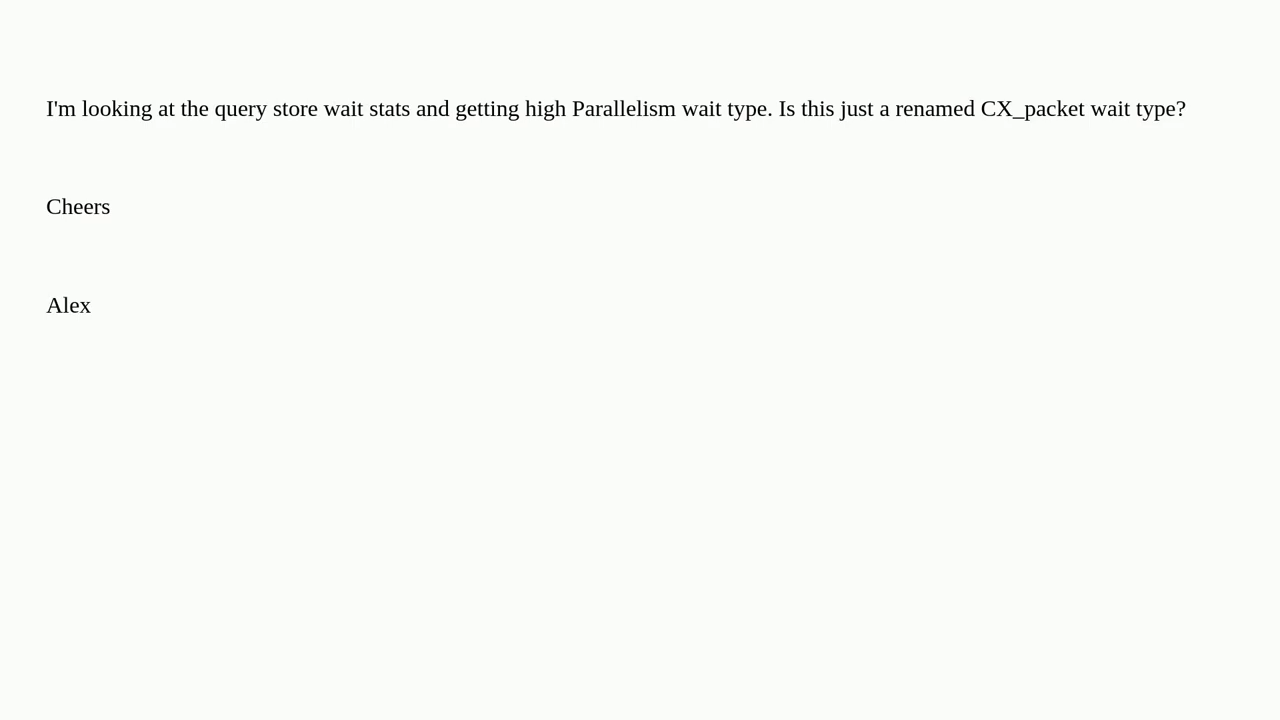 I'm looking at the query store wait stats and getting high Parallelism wait type. Is this just a renamed CX_packet wait type?
Cheers
Alex